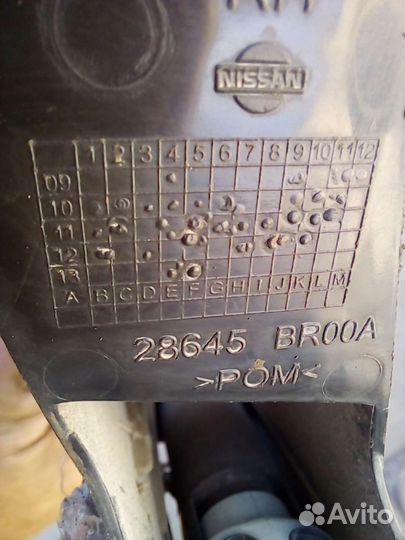 NISSAN
1 2 3 4 5 6 7 8 9 10 11 12
09
10
11
12
13
A B C D E F G H I J K L M
28645 BR00A
>POM<
Avito